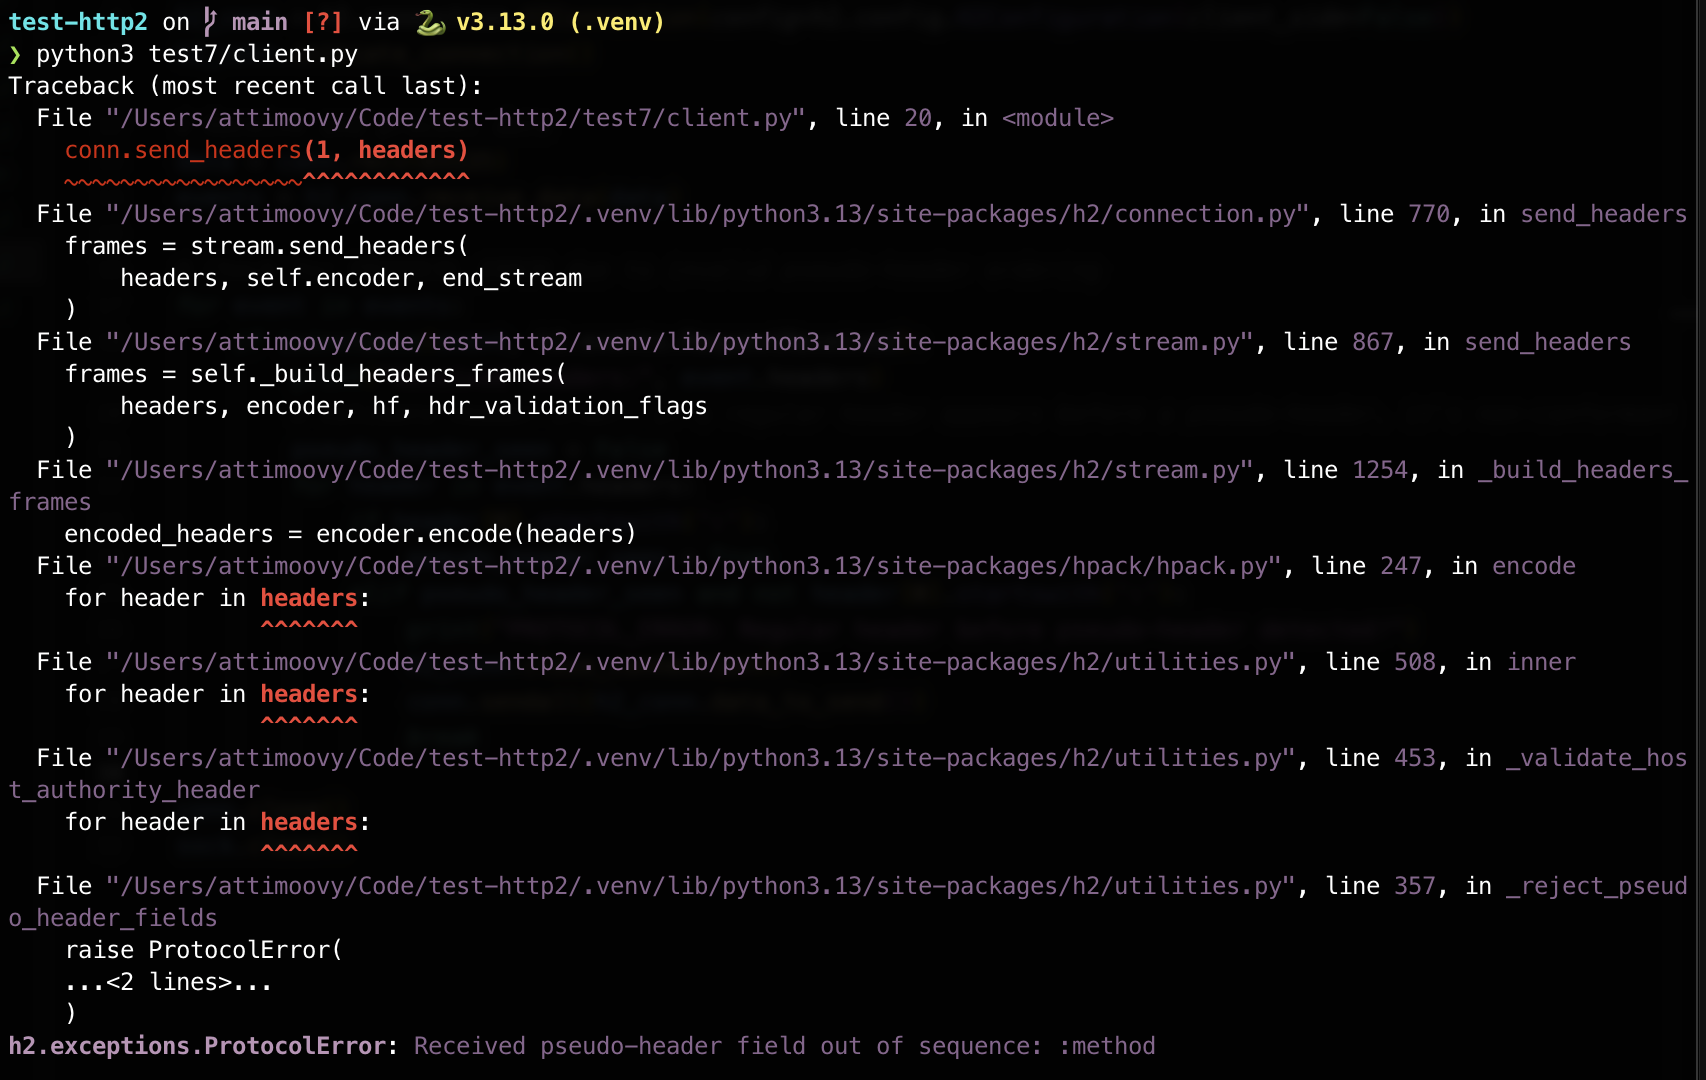 test-http2 on main [?] via 🐍 v3.13.0 (.venv)
❯ python3 test7/client.py
Traceback (most recent call last):
  File "/Users/attimoovy/Code/test-http2/test7/client.py", line 20, in <module>
    conn.send_headers(1, headers)
    ~~~~~~~~~~~~~~~~~^^^^^^^^^^^^
  File "/Users/attimoovy/Code/test-http2/.venv/lib/python3.13/site-packages/h2/connection.py", line 770, in send_headers
    frames = stream.send_headers(
        headers, self.encoder, end_stream
    )
  File "/Users/attimoovy/Code/test-http2/.venv/lib/python3.13/site-packages/h2/stream.py", line 867, in send_headers
    frames = self._build_headers_frames(
        headers, encoder, hf, hdr_validation_flags
    )
  File "/Users/attimoovy/Code/test-http2/.venv/lib/python3.13/site-packages/h2/stream.py", line 1254, in _build_headers_
frames
    encoded_headers = encoder.encode(headers)
  File "/Users/attimoovy/Code/test-http2/.venv/lib/python3.13/site-packages/hpack/hpack.py", line 247, in encode
    for header in headers:
                  ^^^^^^^
  File "/Users/attimoovy/Code/test-http2/.venv/lib/python3.13/site-packages/h2/utilities.py", line 508, in inner
    for header in headers:
                  ^^^^^^^
  File "/Users/attimoovy/Code/test-http2/.venv/lib/python3.13/site-packages/h2/utilities.py", line 453, in _validate_hos
t_authority_header
    for header in headers:
                  ^^^^^^^
  File "/Users/attimoovy/Code/test-http2/.venv/lib/python3.13/site-packages/h2/utilities.py", line 357, in _reject_pseud
o_header_fields
    raise ProtocolError(
    ...<2 lines>...
    )
h2.exceptions.ProtocolError: Received pseudo-header field out of sequence: :method